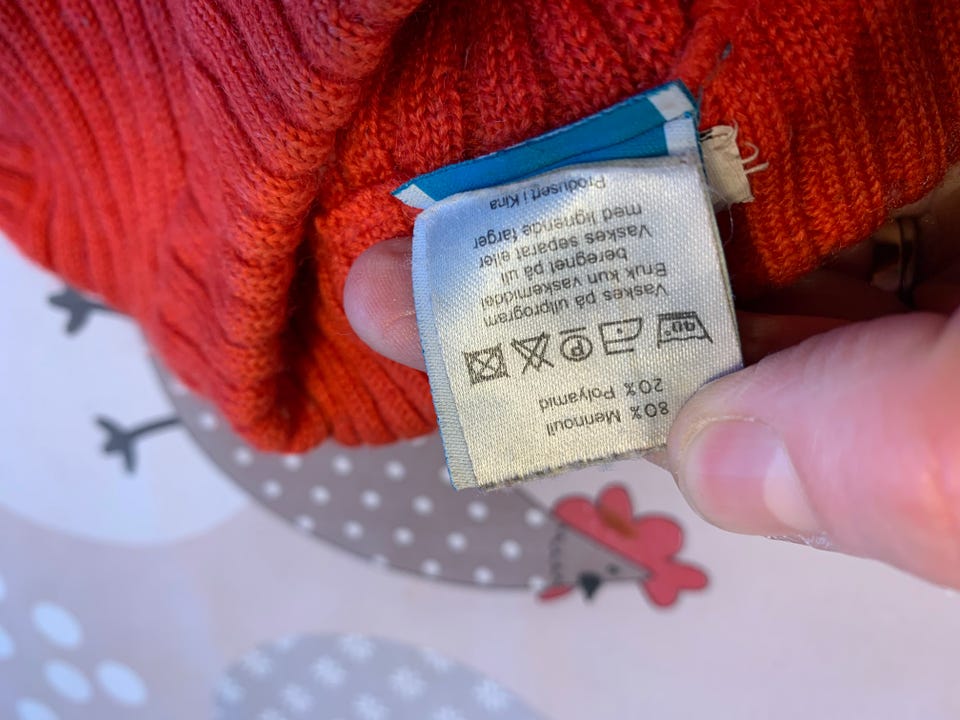 80% Merinoull
20% Polyamid
40°
P
Vaskes på ullprogram
Bruk kun vaskemiddel
beregnet på ull
Vaskes separat eller
med lignende farger
Produsert i Kina